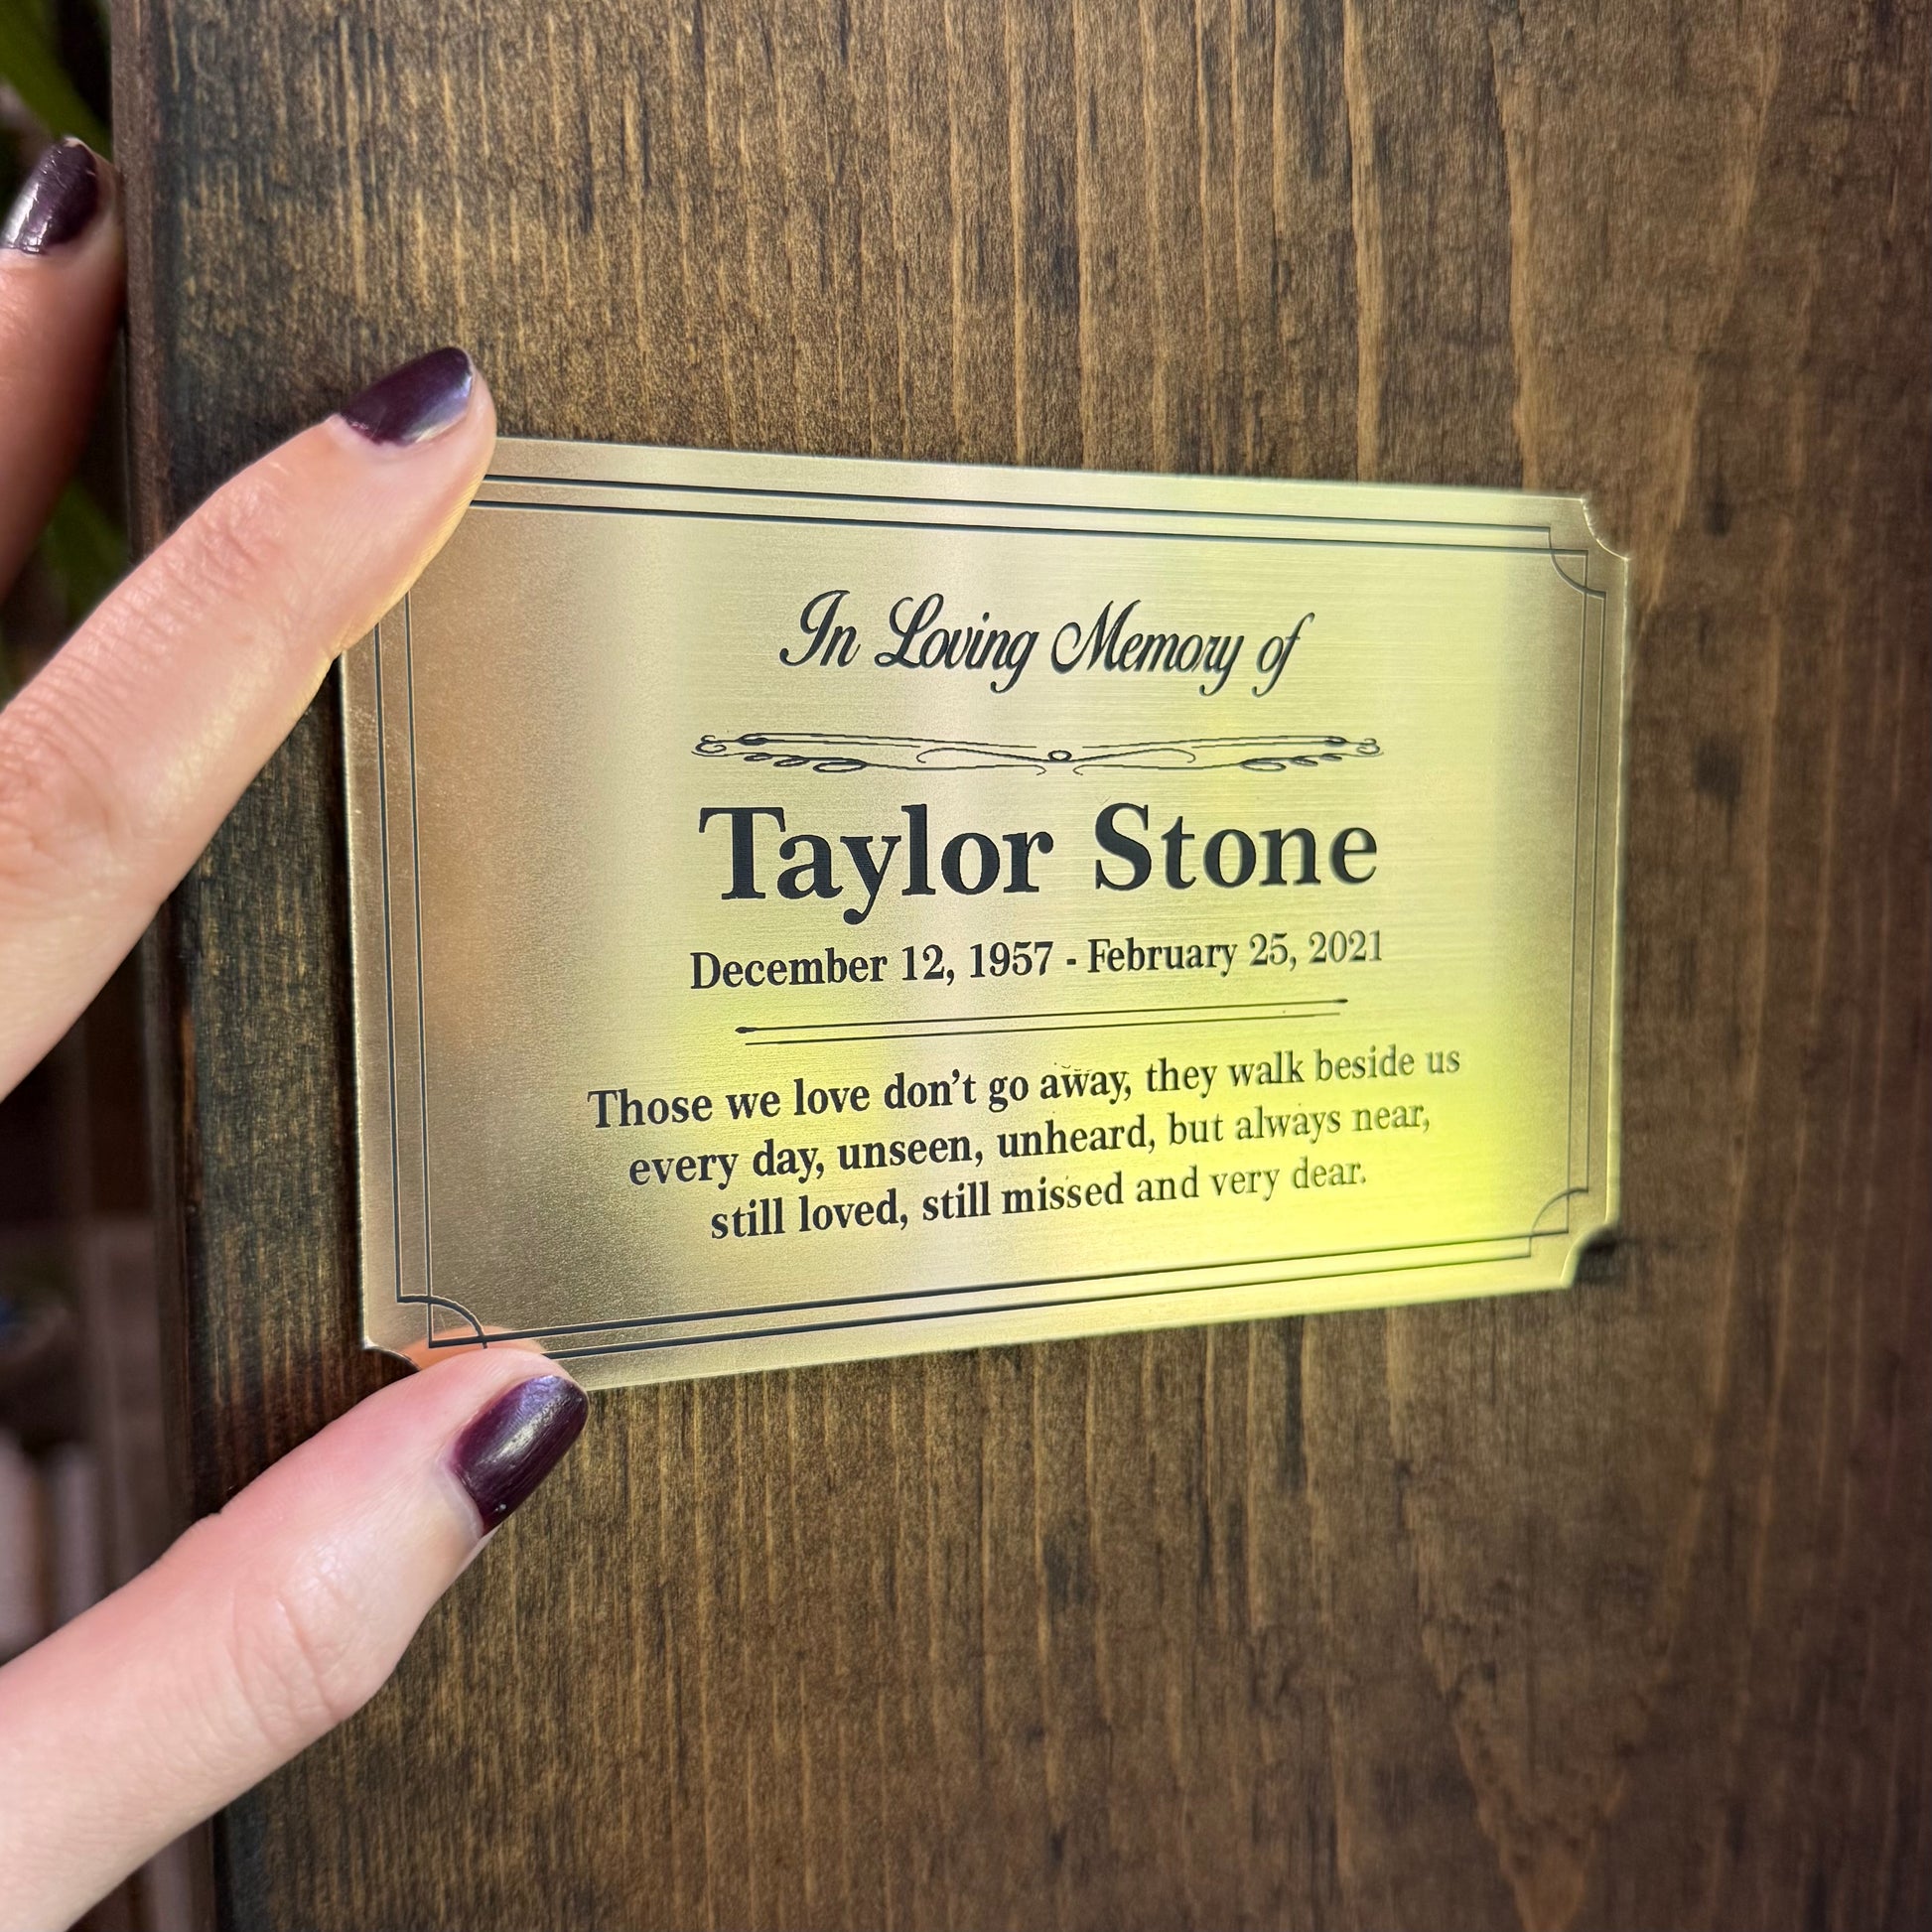 In Loving Memory of
Taylor Stone
December 12, 1957 - February 25, 2021
Those we love don't go away, they walk beside us
every day, unseen, unheard, but always near,
still loved, still missed and very dear.